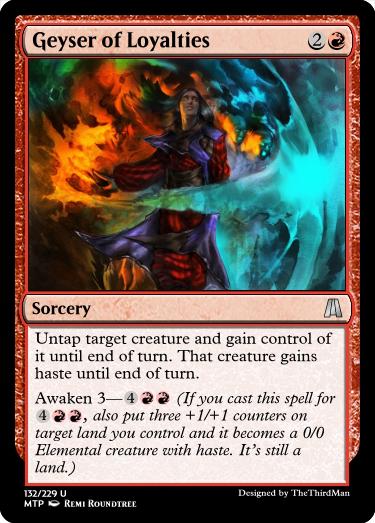 Geyser of Loyalties 2
Sorcery
Untap target creature and gain control of
it until end of turn. That creature gains
haste until end of turn.
Awaken 3—4 (If you cast this spell for
4, also put three +1/+1 counters on
target land you control and it becomes a 0/0
Elemental creature with haste. It's still a
land.)
132/229 U
MTP Remi Roundtree
Designed by TheThirdMan